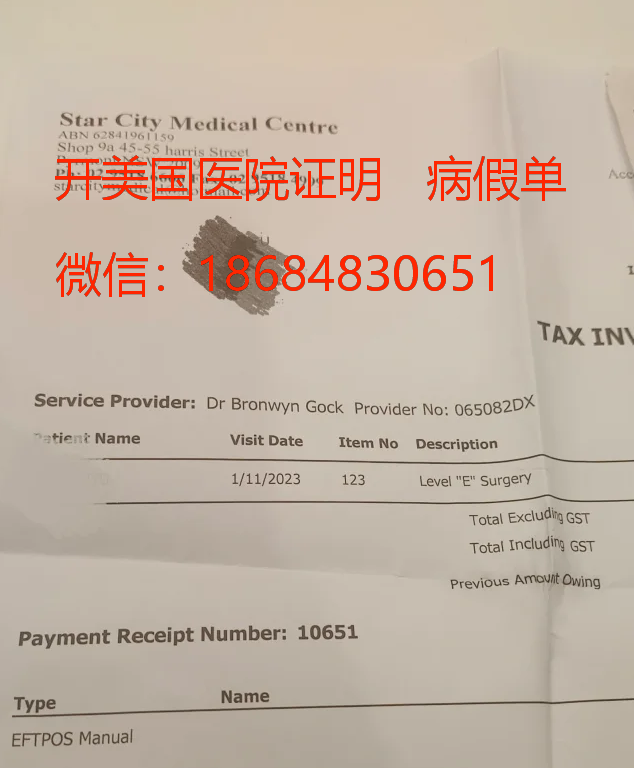 Star City Medical Centre
ABN 62841961159
Shop 9a 45-55 harris Street
开美国医院证明 病假单
微信：18684830651
TAX INV
Service Provider: Dr Bronwyn Gock Provider No: 065082DX
Patient Name Visit Date Item No Description
1/11/2023 123 Level "E" Surgery
Total Excluding GST
Total Including GST
Previous Amount Owing
Payment Receipt Number: 10651
Type Name
EFTPOS Manual